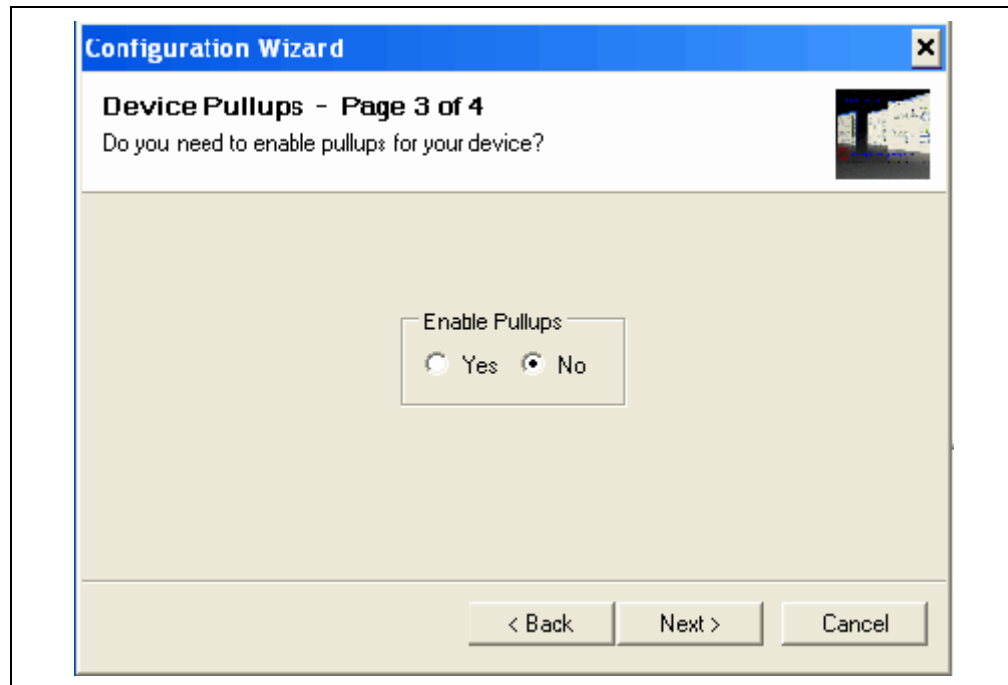 Configuration Wizard
Device Pullups - Page 3 of 4
Do you need to enable pullups for your device?
Enable Pullups
Yes No
< Back Next > Cancel